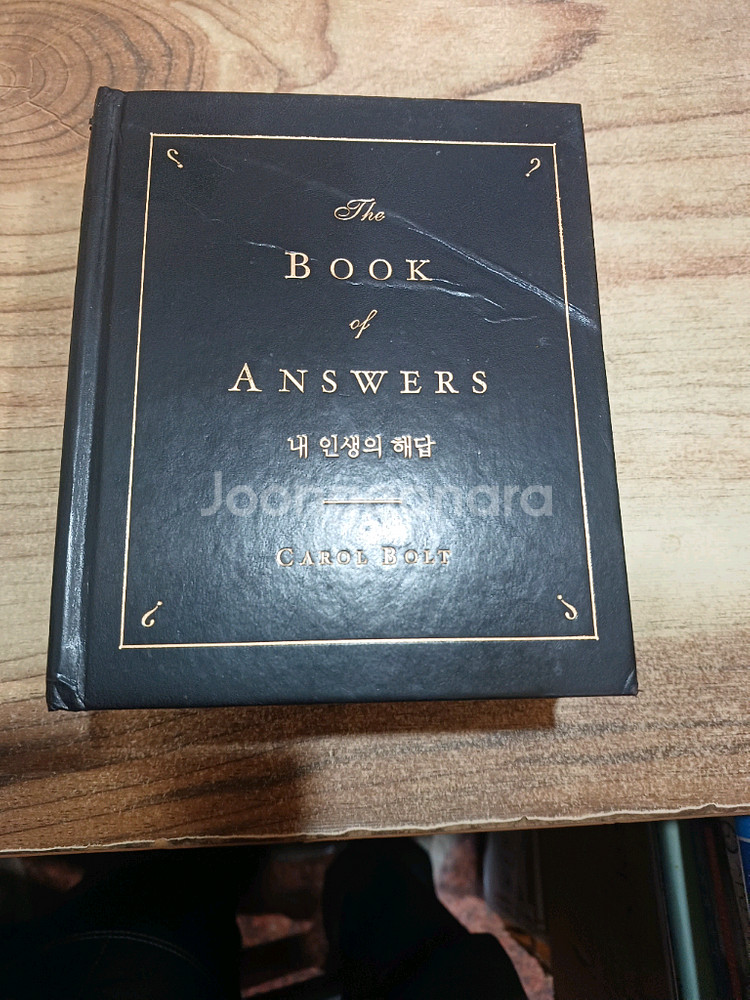 The
BOOK
of
ANSWERS
내 인생의 해답
CAROL BOLT